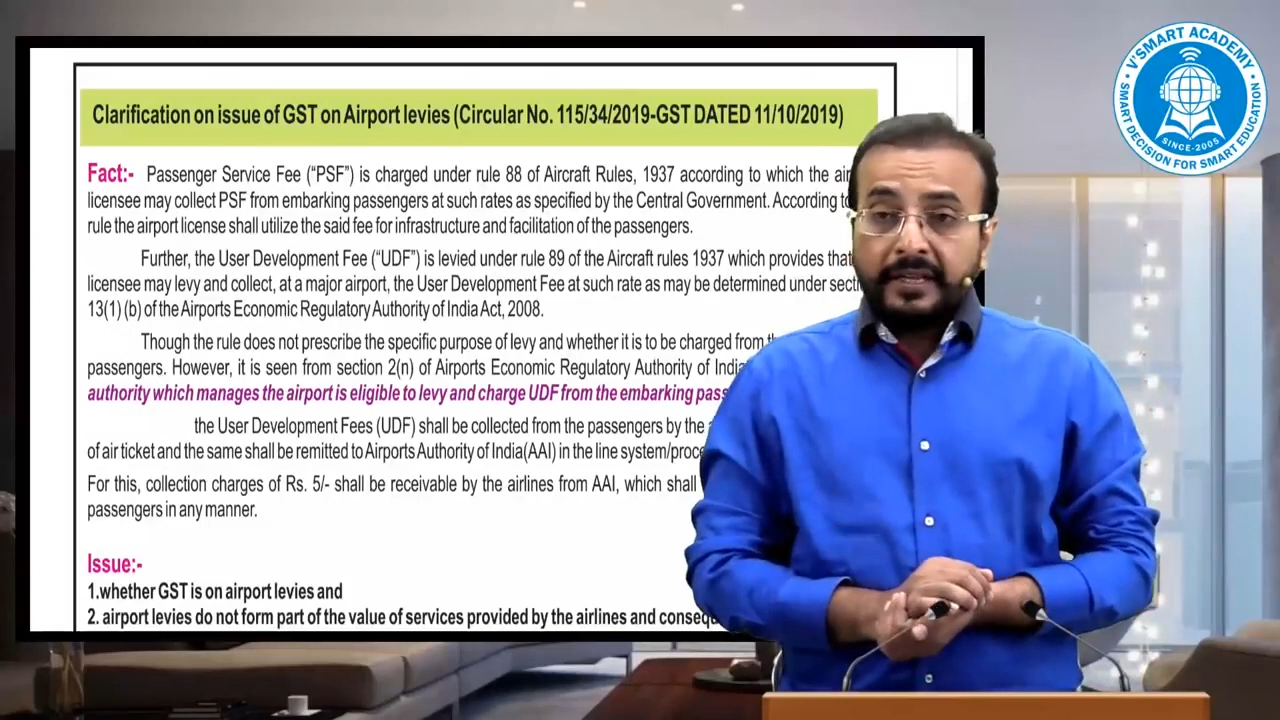 Clarification on issue of GST on Airport levies (Circular No. 115/34/2019-GST DATED 11/10/2019)
Fact:- Passenger Service Fee (“PSF”) is charged under rule 88 of Aircraft Rules, 1937 according to which the
licensee may collect PSF from embarking passengers at such rates as specified by the Central Government. According
rule the airport license shall utilize the said fee for infrastructure and facilitation of the passengers.
Further, the User Development Fee (“UDF”) is levied under rule 89 of the Aircraft rules 1937 which provides that
licensee may levy and collect, at a major airport, the User Development Fee at such rate as may be determined under
13(1) (b) of the Airports Economic Regulatory Authority of India Act, 2008.
Though the rule does not prescribe the specific purpose of levy and whether it is to be charged from
passengers. However, it is seen from section 2(n) of Airports Economic Regulatory Authority of
authority which manages the airport is eligible to levy and charge UDF from the embarking
the User Development Fees (UDF) shall be collected from the passengers by the
of air ticket and the same shall be remitted to Airports Authority of India(AAI) in the line
For this, collection charges of Rs. 5/- shall be receivable by the airlines from AAI, which shall
passengers in any manner.
Issue:-
1.whether GST is on airport levies and
2. airport levies do not form part of the value of services provided by the airlines and
V'SMART ACADEMY
SINCE-2005
SMART DECISION FOR SMART EDUCATION